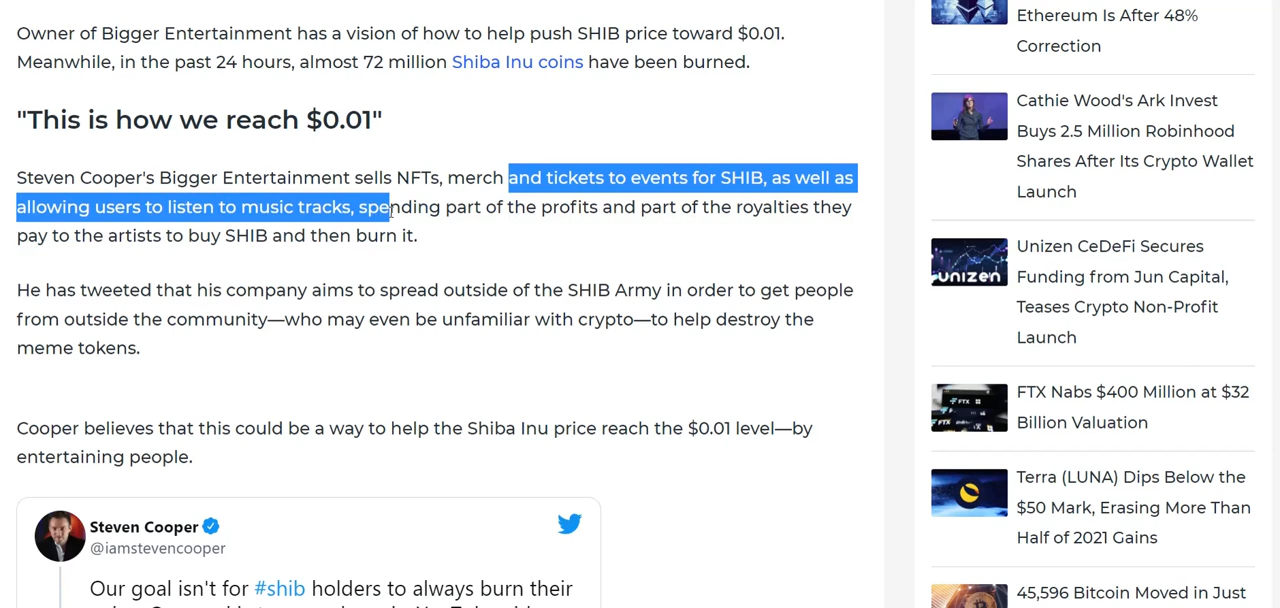 Owner of Bigger Entertainment has a vision of how to help push SHIB price toward $0.01.
Meanwhile, in the past 24 hours, almost 72 million Shiba Inu coins have been burned.
"This is how we reach $0.01"
Steven Cooper's Bigger Entertainment sells NFTs, merch and tickets to events for SHIB, as well as
allowing users to listen to music tracks, spending part of the profits and part of the royalties they
pay to the artists to buy SHIB and then burn it.
He has tweeted that his company aims to spread outside of the SHIB Army in order to get people
from outside the community—who may even be unfamiliar with crypto—to help destroy the
meme tokens.
Cooper believes that this could be a way to help the Shiba Inu price reach the $0.01 level—by
entertaining people.
Steven Cooper
@iamstevencooper
Our goal isn't for #shib holders to always burn their
Ethereum Is After 48%
Correction
Cathie Wood's Ark Invest
Buys 2.5 Million Robinhood
Shares After Its Crypto Wallet
Launch
UNIZEN
Unizen CeDeFi Secures
Funding from Jun Capital,
Teases Crypto Non-Profit
Launch
FTX
FTX Nabs $400 Million at $32
Billion Valuation
Terra (LUNA) Dips Below the
$50 Mark, Erasing More Than
Half of 2021 Gains
45,596 Bitcoin Moved in Just